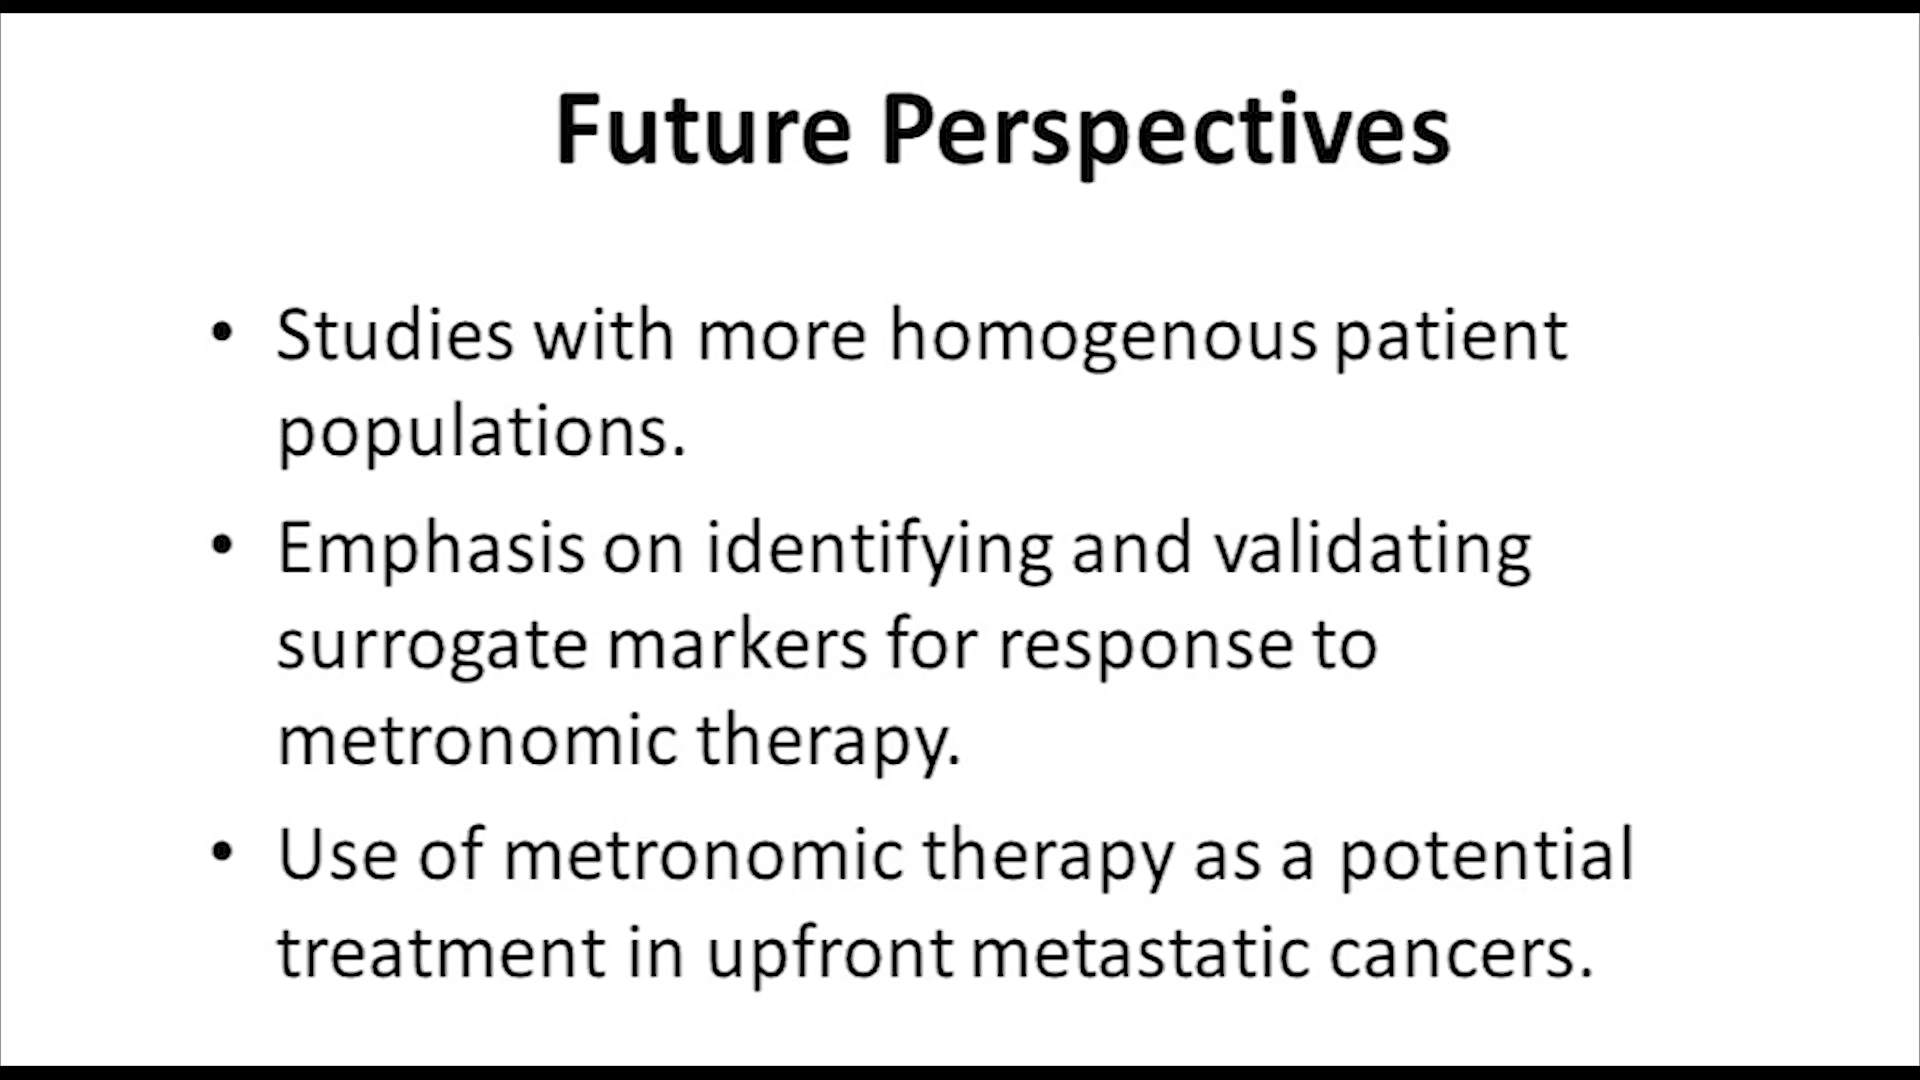 Future Perspectives
• Studies with more homogenous patient
populations.
• Emphasis on identifying and validating
surrogate markers for response to
metronomic therapy.
• Use of metronomic therapy as a potential
treatment in upfront metastatic cancers.